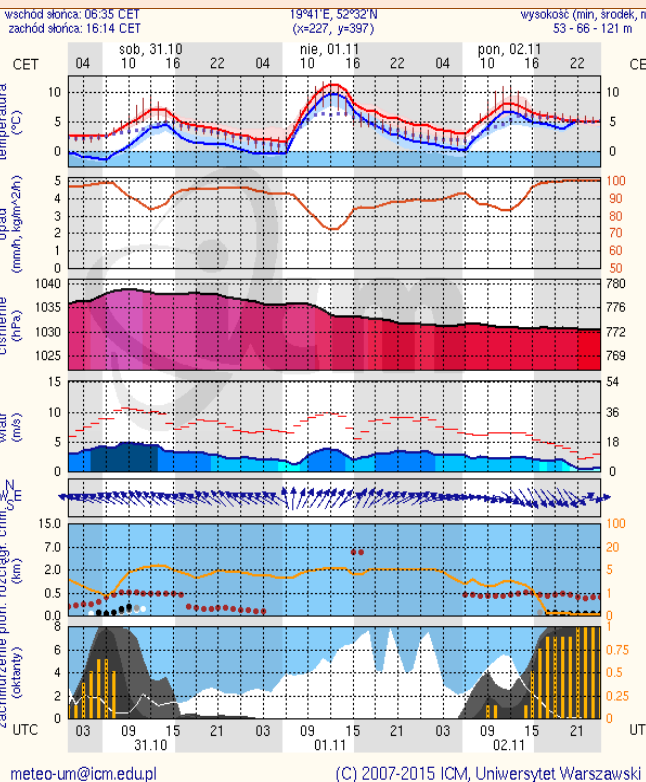 wschód słońca: 06:35 CET 19°41'E, 52°32'N wysokość (min, środek,
zachód słońca: 16:14 CET (x=227, y=397) 53 - 66 - 121 m
sob, 31.10 nie, 01.11 pon, 02.11
CET 04 10 16 22 04 10 16 22 04 10 16 22
temperatura
(°C)
10
5
0
opad
(mm/h, kg/m^2/h)
5
4
3
2
1
0
100
90
80
70
60
50
ciśnienie
(hPa)
1040
1035
1030
1025
780
776
772
769
wiatr
(m/s)
15
10
5
0
54
36
18
0
N
W E
S
(km)
15.0
7.0
2.0
0.5
0.0
100
20
5
1
0
zachmurzenie
(oktanty)
8
6
4
2
0
1
0.75
0.5
0.25
0
UTC 03 09 15 21 03 09 15 21 03 09 15 21
31.10 01.11 02.11
meteo-um@icm.edu.pl (C) 2007-2015 ICM, Uniwersytet Warszawski